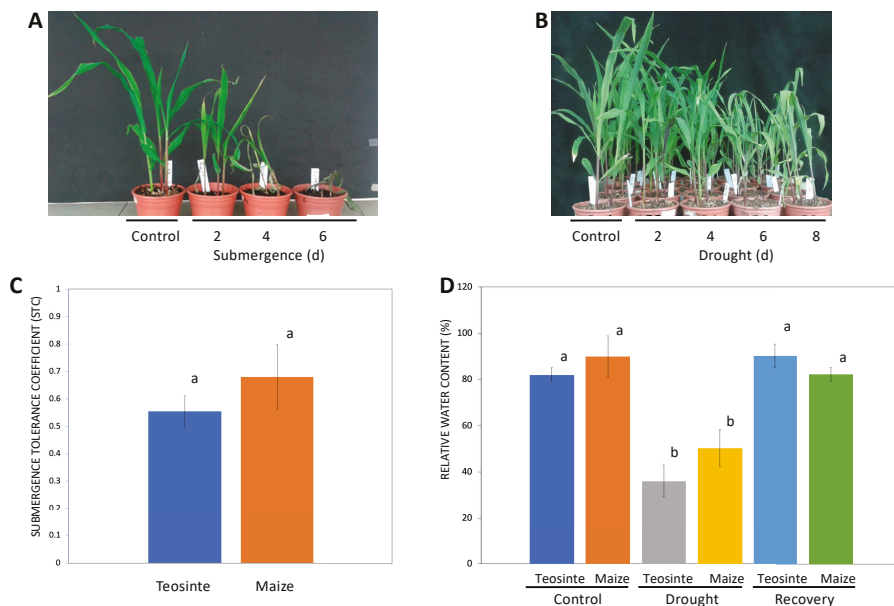 A
Control 2 4 6
Submergence (d)
B
Control 2 4 6 8
Drought (d)
C
SUBMERGENCE TOLERANCE COEFFICIENT (STC)
1
0.9
0.8
0.7
0.6
0.5
0.4
0.3
0.2
0.1
0
a
a
Teosinte Maize
D
RELATIVE WATER CONTENT (%)
120
100
80
60
40
20
0
a
a
b
b
a
a
Teosinte Maize Teosinte Maize Teosinte Maize
Control Drought Recovery